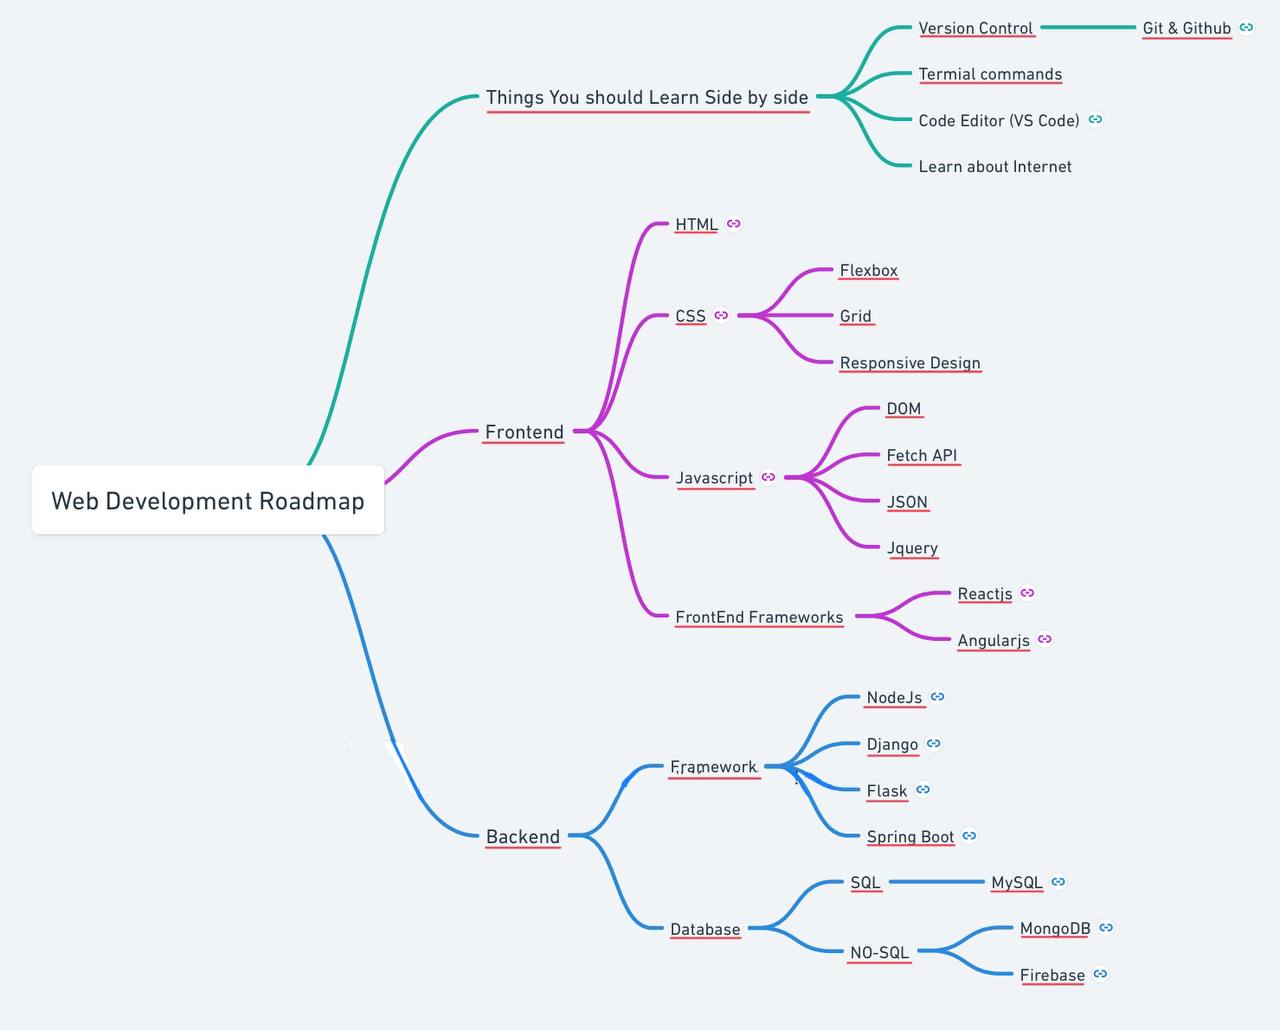 Version Control
Git & Github
Termial commands
Things You should Learn Side by side
Code Editor (VS Code)
Learn about Internet
HTML
Flexbox
CSS
Grid
Responsive Design
DOM
Frontend
Fetch API
Javascript
JSON
Web Development Roadmap
Jquery
Reactjs
FrontEnd Frameworks
Angularjs
NodeJs
Django
Framework
Flask
Spring Boot
Backend
SQL
MySQL
Database
MongoDB
NO-SQL
Firebase